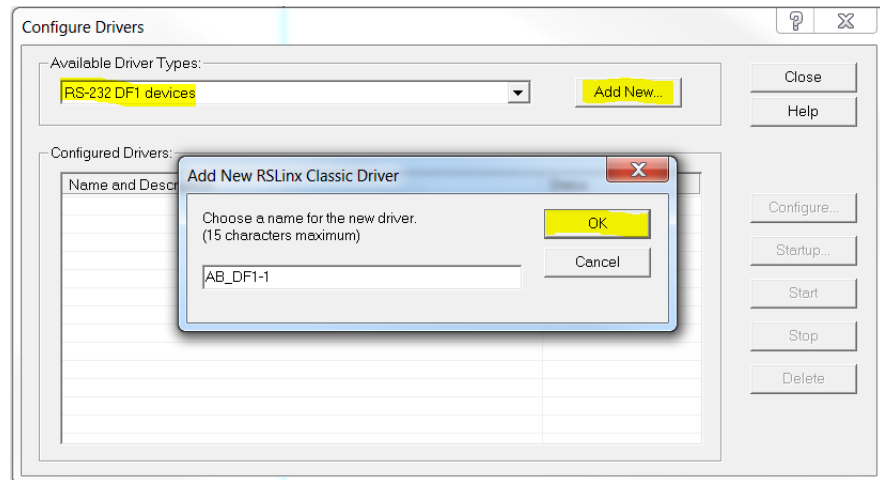 Configure Drivers
Available Driver Types:
RS-232 DF1 devices
Add New...
Close
Help
Configured Drivers:
Name and Descr
Status
Add New RSLinx Classic Driver
Choose a name for the new driver.
(15 characters maximum)
OK
Cancel
AB_DF1-1
Configure...
Startup...
Start
Stop
Delete